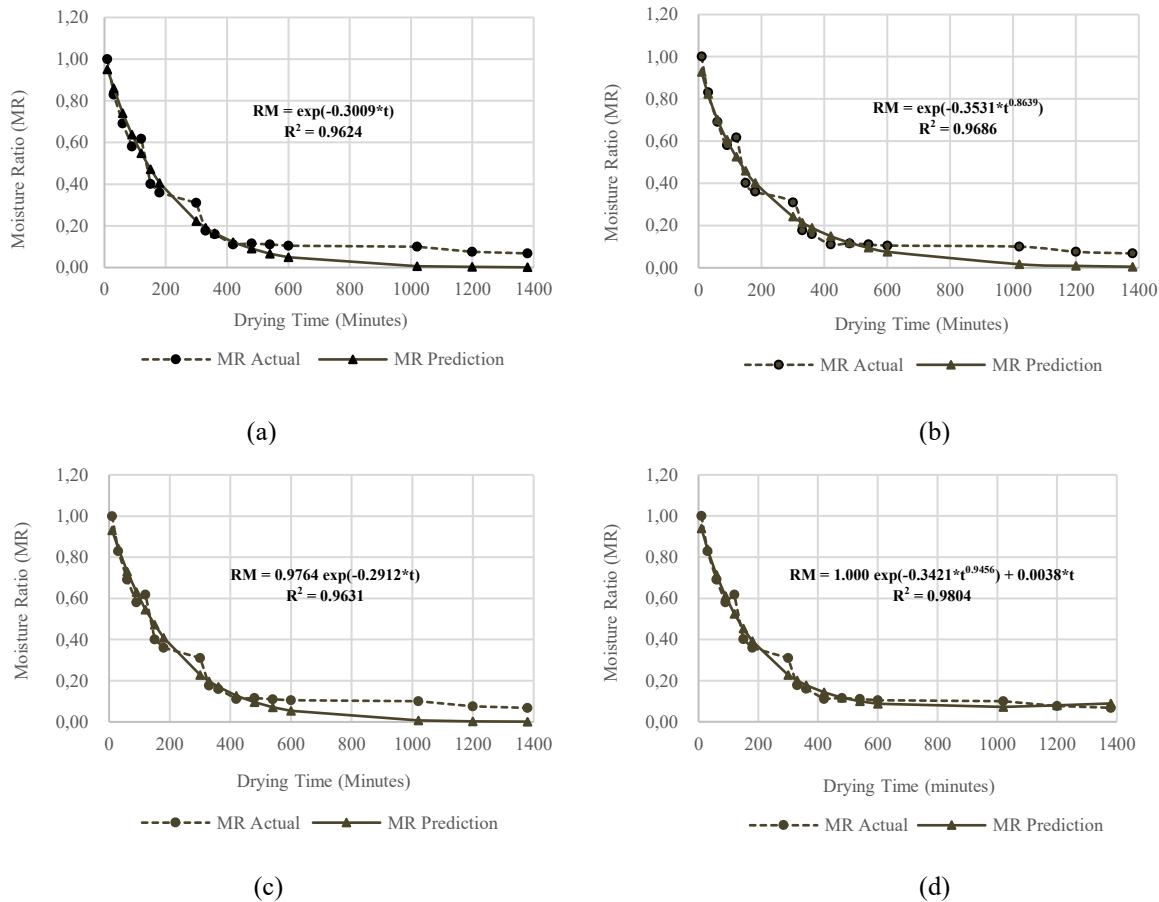 1,20
1,00
0,80
0,60
0,40
0,20
0,00
Moisture Ratio (MR)
RM = exp(-0.3009*t)
R² = 0.9624
0 200 400 600 800 1000 1200 1400
Drying Time (Minutes)
MR Actual MR Prediction
(a)
1,20
1,00
0,80
0,60
0,40
0,20
0,00
Moisture Ratio (MR)
RM = exp(-0.3531*t^0.8639)
R² = 0.9686
0 200 400 600 800 1000 1200 1400
Drying Time (Minutes)
MR Actual MR Prediction
(b)
1,20
1,00
0,80
0,60
0,40
0,20
0,00
Moisture Ratio (MR)
RM = 0.9764 exp(-0.2912*t)
R² = 0.9631
0 200 400 600 800 1000 1200 1400
Drying Time (Minutes)
MR Actual MR Prediction
(c)
1,20
1,00
0,80
0,60
0,40
0,20
0,00
Moisture Ratio (MR)
RM = 1.000 exp(-0.3421*t^0.9456) + 0.0038*t
R² = 0.9804
0 200 400 600 800 1000 1200 1400
Drying Time (minutes)
MR Actual MR Prediction
(d)